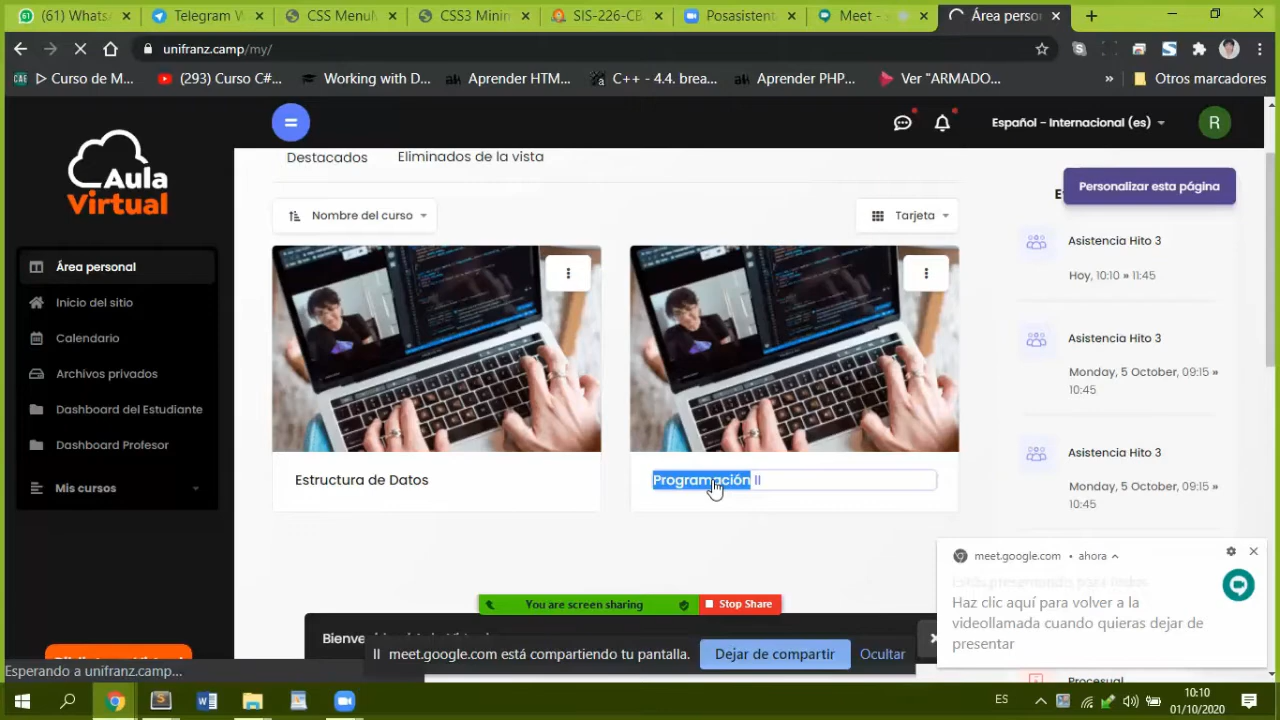 (61) WhatsA
Telegram W
CSS MenuM
CSS3 Minim
SIS-226-CB
Posasistent
Meet - s
Área perso
unifranz.camp/my/
▷ Curso de M...
(293) Curso C#...
Working with D...
Aprender HTM...
C++ - 4.4. brea...
Aprender PHP...
Ver "ARMADO...
»
Otros marcadores
Aula
Virtual
Español - Internacional (es)
R
Destacados
Eliminados de la vista
Personalizar esta página
Nombre del curso
Tarjeta
Área personal
Inicio del sitio
Calendario
Archivos privados
Dashboard del Estudiante
Dashboard Profesor
Mis cursos
Estructura de Datos
Programación II
Asistencia Hito 3
Hoy, 10:10 » 11:45
Asistencia Hito 3
Monday, 5 October, 09:15 »
10:45
Asistencia Hito 3
Monday, 5 October, 09:15 »
10:45
meet.google.com • ahora
Estás presentando para todos
Haz clic aquí para volver a la
videollamada cuando quieras dejar de
presentar
You are screen sharing
Stop Share
Bienve
meet.google.com está compartiendo tu pantalla.
Dejar de compartir
Ocultar
Procesual
Esperando a unifranz.camp...
ES
10:10
01/10/2020